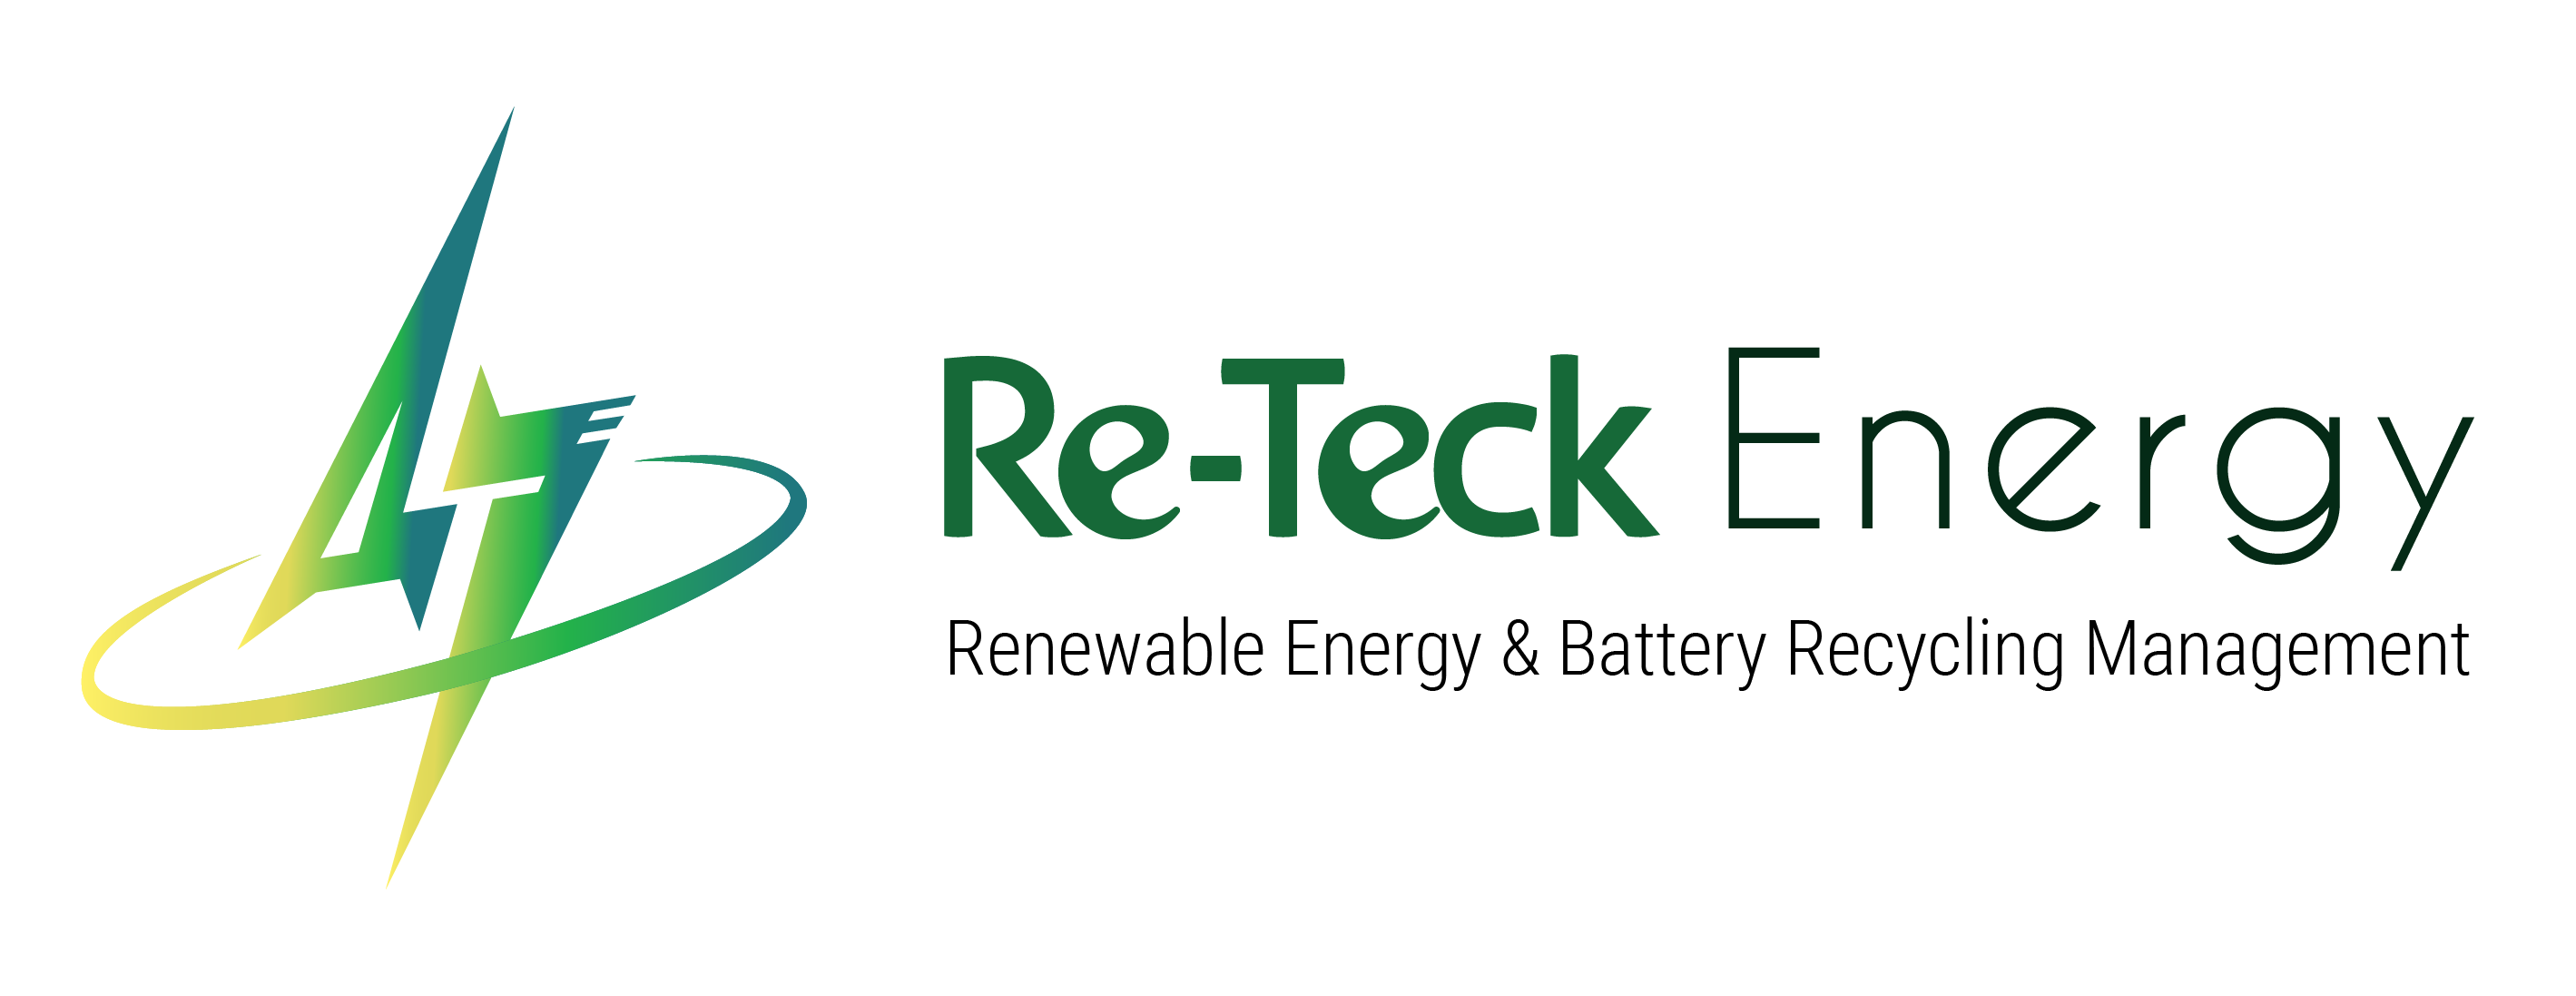 Re-Teck Energy
Renewable Energy & Battery Recycling Management